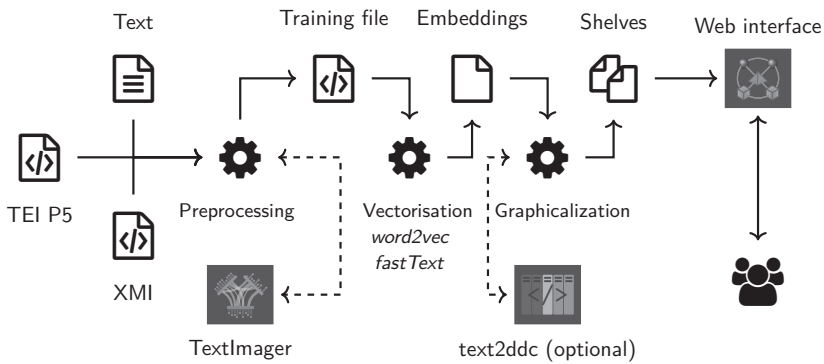 Text
Training file
Embeddings
Shelves
Web interface
TEI P5
Preprocessing
Vectorisation
word2vec
fastText
Graphicalization
XMI
TextImager
text2ddc (optional)